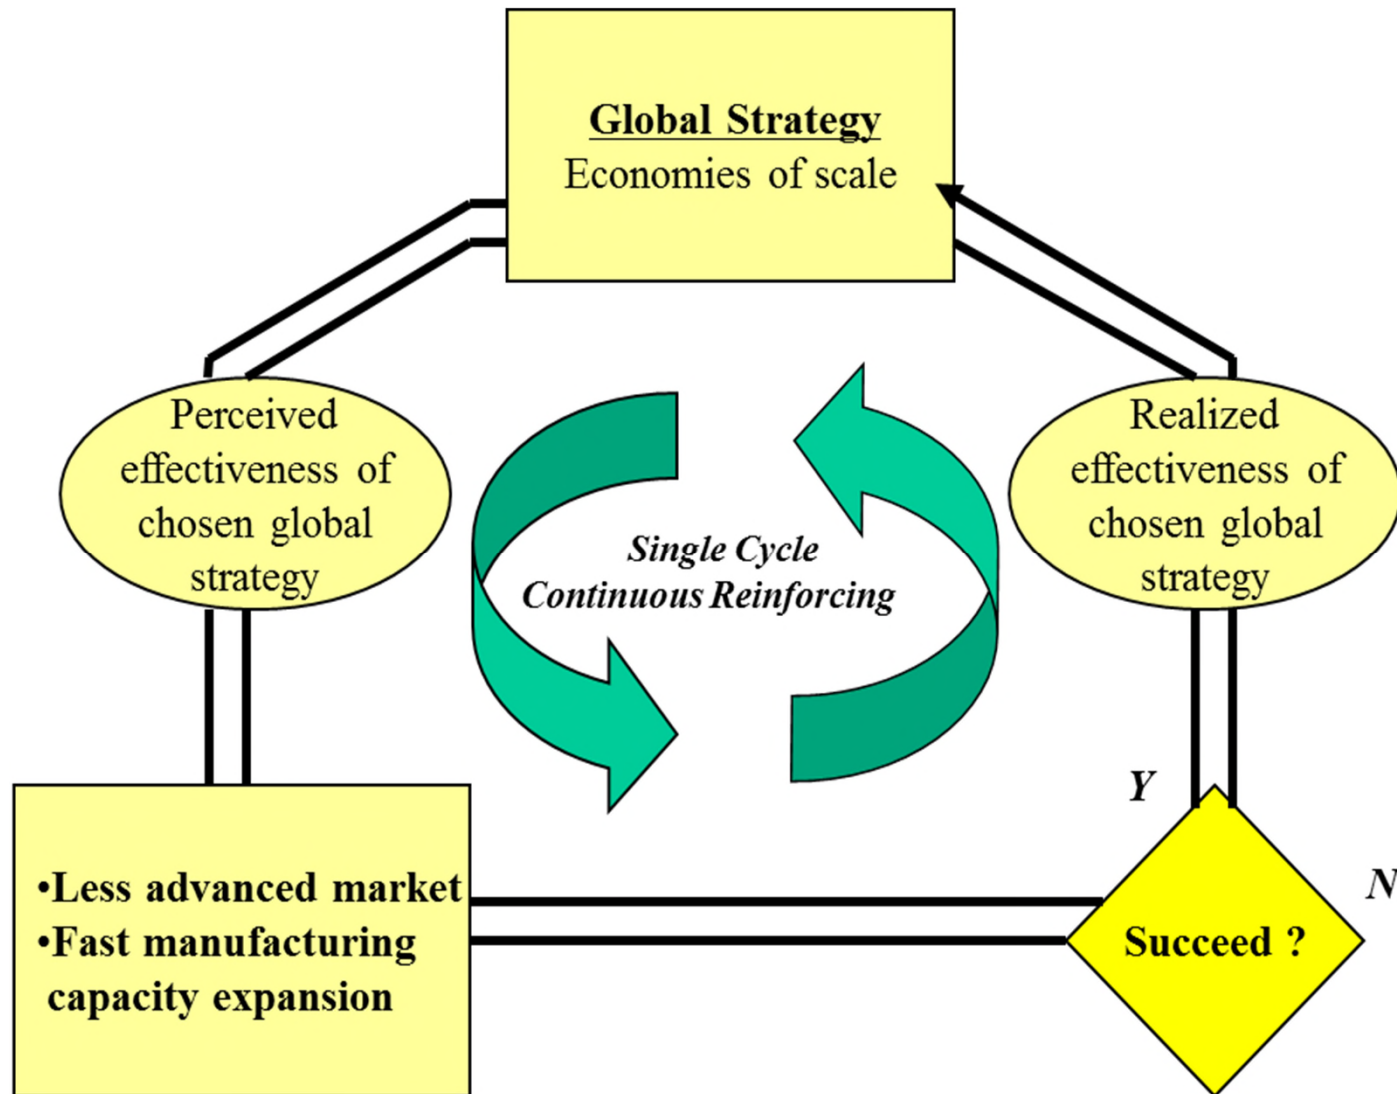 Global Strategy
Economies of scale
Perceived
effectiveness of
chosen global
strategy
Realized
effectiveness of
chosen global
strategy
Single Cycle
Continuous Reinforcing
Y
N
•Less advanced market
•Fast manufacturing
capacity expansion
Succeed ?